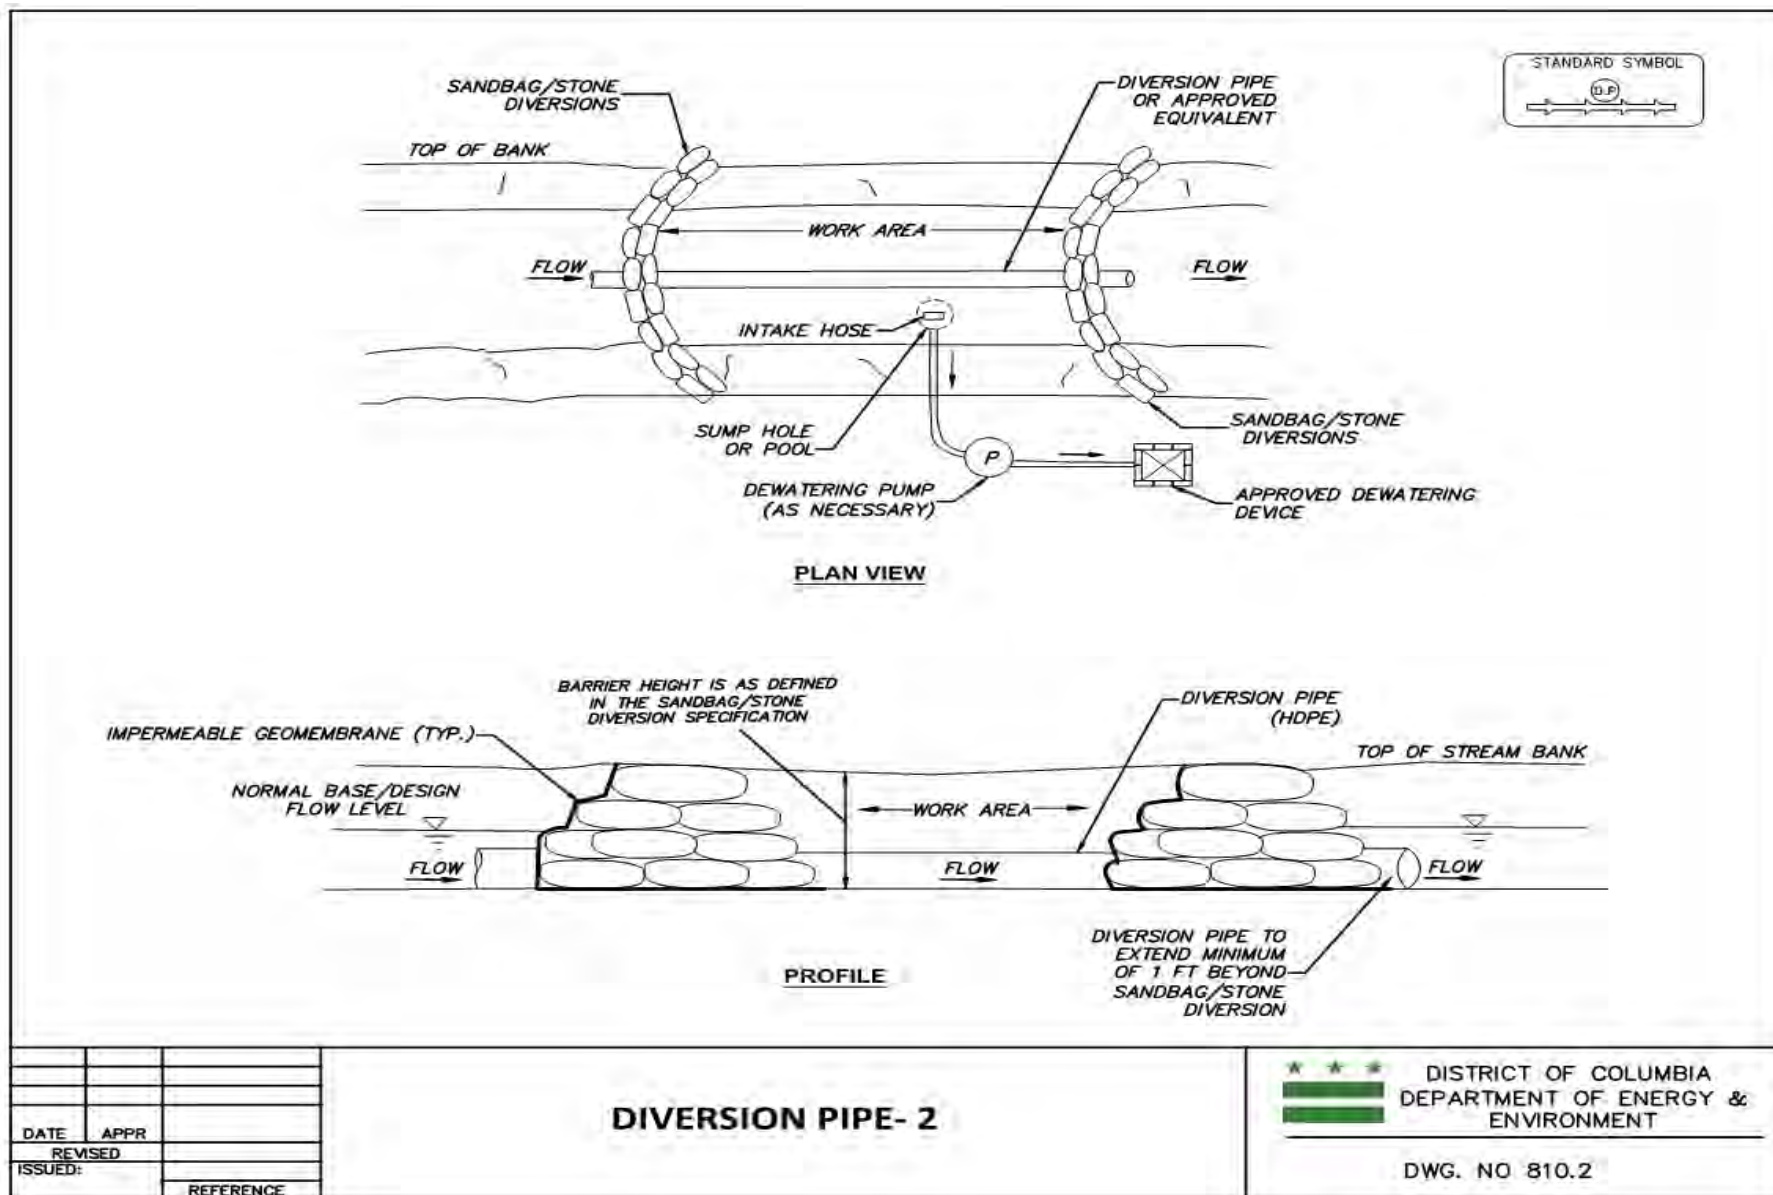 STANDARD SYMBOL
D.P
SANDBAG/STONE
DIVERSIONS
DIVERSION PIPE
OR APPROVED
EQUIVALENT
TOP OF BANK
WORK AREA
FLOW
FLOW
INTAKE HOSE
SANDBAG/STONE
DIVERSIONS
SUMP HOLE
OR POOL
P
DEWATERING PUMP
(AS NECESSARY)
APPROVED DEWATERING
DEVICE
PLAN VIEW
BARRIER HEIGHT IS AS DEFINED
IN THE SANDBAG/STONE
DIVERSION SPECIFICATION
DIVERSION PIPE
(HDPE)
IMPERMEABLE GEOMEMBRANE (TYP.)
TOP OF STREAM BANK
NORMAL BASE/DESIGN
FLOW LEVEL
WORK AREA
FLOW
FLOW
FLOW
DIVERSION PIPE TO
EXTEND MINIMUM
OF 1 FT BEYOND
SANDBAG/STONE
DIVERSION
PROFILE
DATE APPR
REVISED
ISSUED:
REFERENCE
DIVERSION PIPE- 2
DISTRICT OF COLUMBIA
DEPARTMENT OF ENERGY &
ENVIRONMENT
DWG. NO 810.2